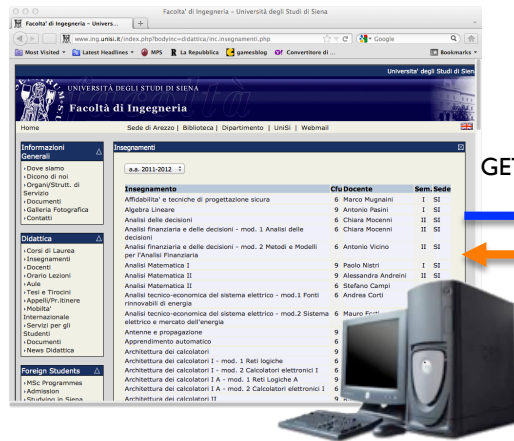 Facolta' di Ingegneria – Università degli Studi di Siena
Facolta' di Ingegneria – Univers...
www.ing.unisi.it/index.php?bodyinc=didattica/inc.insegnamenti.php
Google
Most Visited Latest Headlines MPS La Repubblica gamesblog Convertitore di ... Bookmarks
Universita' degli Studi di Sien
UNIVERSITÀ DEGLI STUDI DI SIENA
Facoltà di Ingegneria
Home Sede di Arezzo | Biblioteca | Dipartimento | UniSi | Webmail
Informazioni
Generali
Dove siamo
Dicono di noi
Organi/Strutt. di
Servizio
Documenti
Galleria Fotografica
Contatti
Didattica
Corsi di Laurea
Insegnamenti
Docenti
Orario Lezioni
Aule
Tesi e Tirocini
Appelli/Pr.itinere
Mobilita'
Internazionale
Servizi per gli
Studenti
Documenti
News Didattica
Foreign Students
MSc Programmes
Admission
Studying in Siena
Insegnamenti
a.a. 2011-2012
Insegnamento Cfu Docente Sem. Sede
Affidabilita' e tecniche di progettazione sicura 6 Marco Mugnaini I SI
Algebra Lineare 9 Antonio Pasini I SI
Analisi delle decisioni 6 Chiara Mocenni II SI
Analisi finanziaria e delle decisioni - mod. 1 Analisi delle 6 Chiara Mocenni II SI
decisioni
Analisi finanziaria e delle decisioni - mod. 2 Metodi e Modelli 6 Antonio Vicino II SI
per l'Analisi Finanziaria
Analisi Matematica I 9 Paolo Nistri I SI
Analisi Matematica II 9 Alessandra Andreini II SI
Analisi Matematica II 6 Stefano Campi
Analisi tecnico-economica del sistema elettrico - mod.1 Fonti 6 Andrea Corti
rinnovabili di energia
Analisi tecnico-economica del sistema elettrico - mod.2 Sistema 6 Mauro
elettrico e mercato dell'energia
Antenne e propagazione 9
Apprendimento automatico 6
Architettura dei calcolatori 9
Architettura dei calcolatori I - mod. 1 Reti logiche 6
Architettura dei calcolatori I - mod. 2 Calcolatori elettronici I 6
Architettura dei calcolatori I A - mod. 1 Reti Logiche A 9
Architettura dei calcolatori I A - mod. 2 Calcolatori elettronici I 6
Architettura dei calcolatori II 9
GET